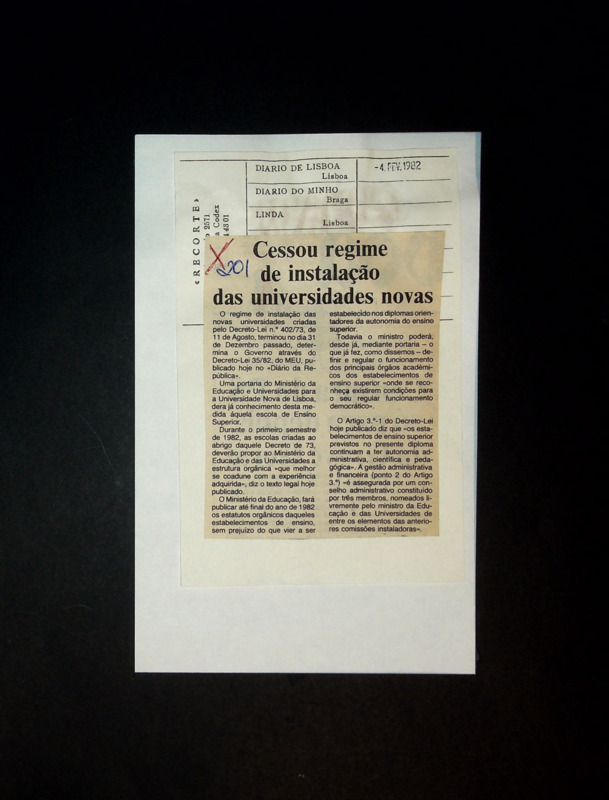 DIARIO DE LISBOA
Lisboa
-4. FEV. 1982
DIARIO DO MINHO
Braga
LINDA
Lisboa
«RECORTE»
2571
Codex
201
Cessou regime
de instalação
das universidades novas
O regime de instalação das
novas universidades criadas
pelo Decreto-Lei n.º 402/73, de
11 de Agosto, terminou no dia 31
de Dezembro passado, deter-
mina o Governo através do
Decreto-Lei 35/82, do MEU, pu-
blicado hoje no «Diário da Re-
pública».
Uma portaria do Ministério da
Educação e Universidades para
a Universidade Nova de Lisboa,
dera já conhecimento desta me-
dida àquela escola de Ensino
Superior.
Durante o primeiro semestre
de 1982, as escolas criadas ao
abrigo daquele Decreto de 73,
deverão propor ao Ministério da
Educação e das Universidades a
estrutura orgânica «que melhor
se coadune com a experiência
adquirida», diz o texto legal hoje
publicado.
O Ministério da Educação, fará
publicar até final do ano de 1982
os estatutos orgânicos daqueles
estabelecimentos de ensino,
sem prejuízo do que vier a ser
estabelecido nos diplomas orien-
tadores da autonomia do ensino
superior.
Todavia o ministro poderá,
desde já, mediante portaria – o
que já fez, como dissemos – de-
finir e regular o funcionamento
dos principais órgãos académi-
cos dos estabelecimentos de
ensino superior «onde se reco-
nheça existirem condições para
o seu regular funcionamento
democrático».
O Artigo 3.º-1 do Decreto-Lei
hoje publicado diz que «os esta-
belecimentos de ensino superior
previstos no presente diploma
continuam a ter autonomia ad-
ministrativa, científica e peda-
gógica». A gestão administrativa
e financeira (ponto 2 do Artigo
3.º) «é assegurada por um con-
selho administrativo constituído
por três membros, nomeados li-
vremente pelo ministro da Edu-
cação e das Universidades de
entre os elementos das anterio-
res comissões instaladoras».